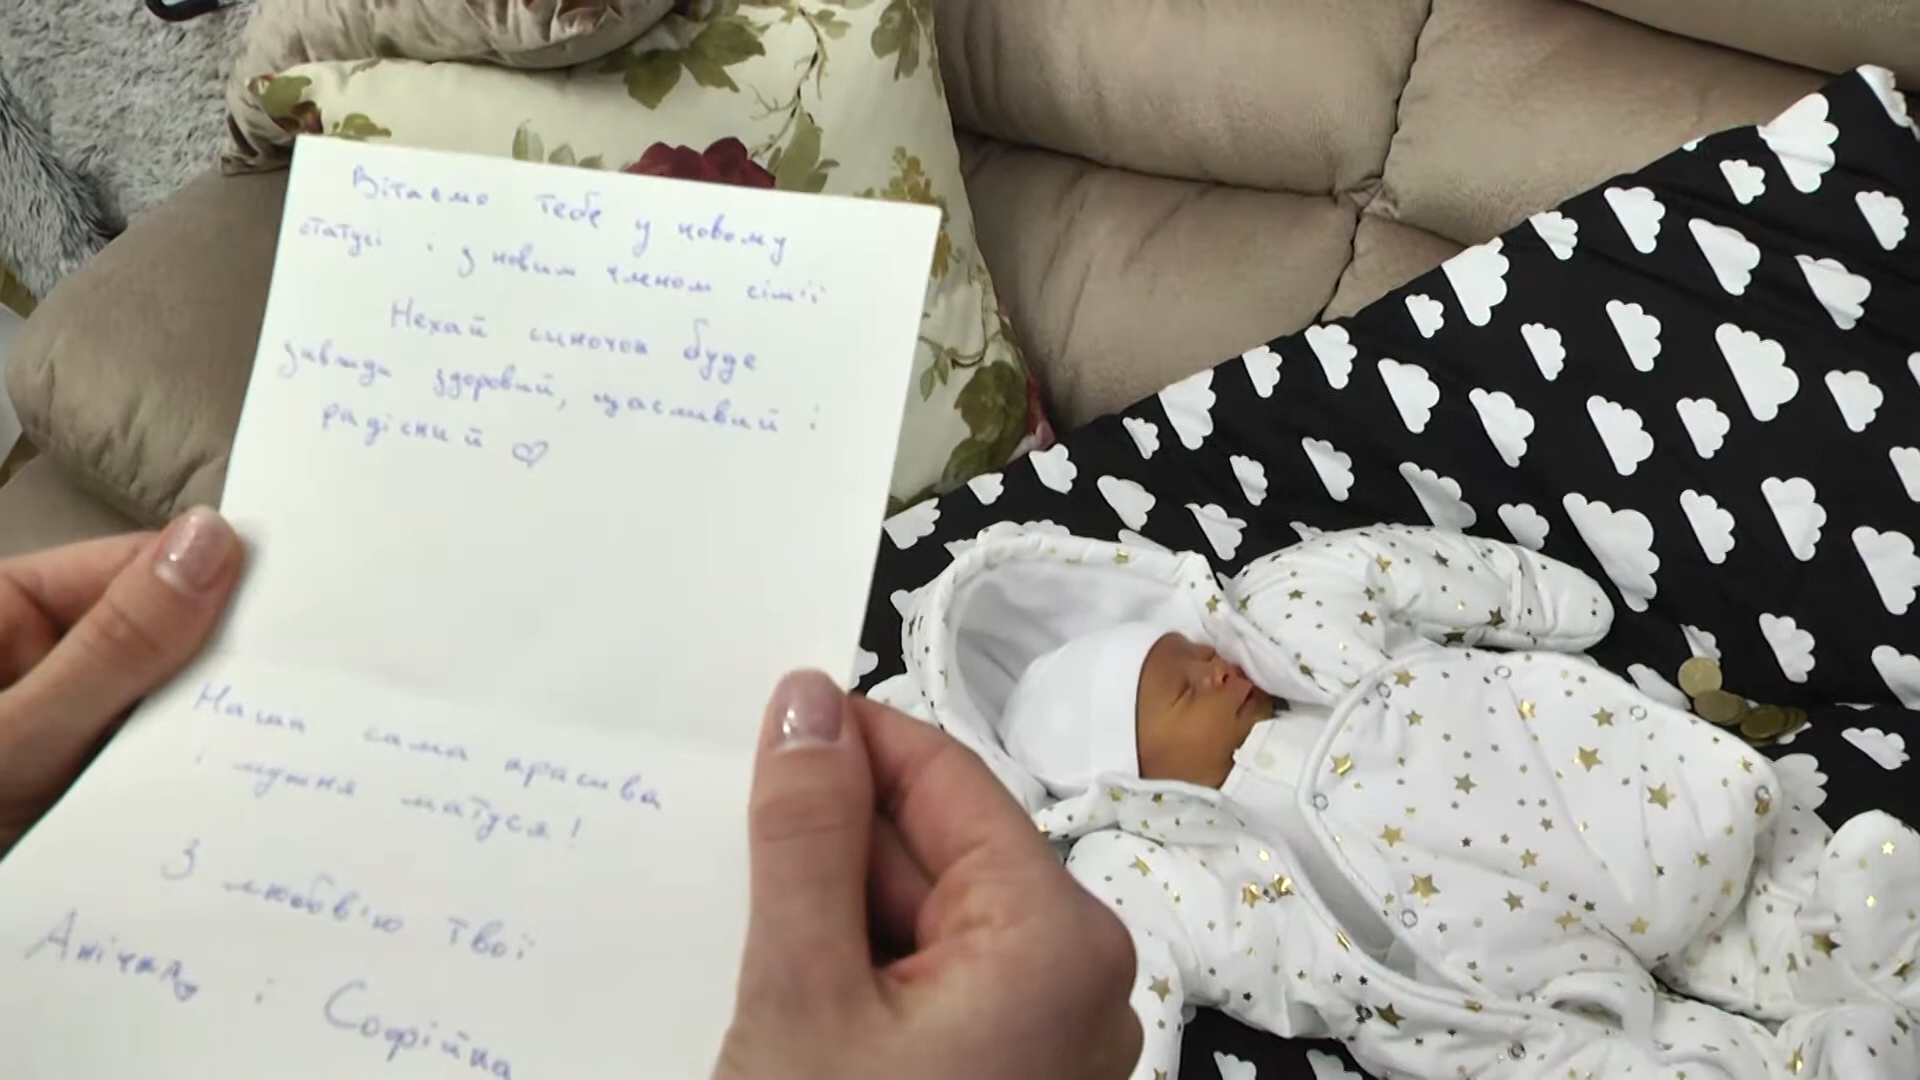 Вітаємо тебе у новому
статусі і з новим членом сім'ї
Нехай синочок буде
завжди здоровий, щасливий і
радісний ♡
Наша сама красива
і мужня матуся!
З любов'ю твої
Анічка і Софійка